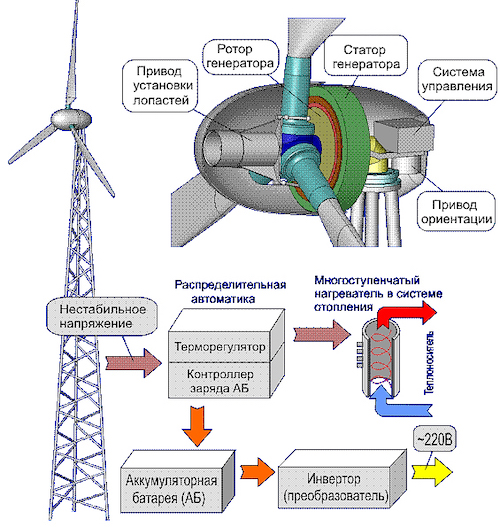 Ротор
генератора
Статор
генератора
Привод
установки
лопастей
Система
управления
Привод
ориентации
Нестабильное
напряжение
Распределительная
автоматика
Терморегулятор
Контроллер
заряда АБ
Многоступенчатый
нагреватель в системе
стопления
Теплоноситель
Аккумуляторная
батарея (АБ)
Инвертор
(преобразователь)
~220В